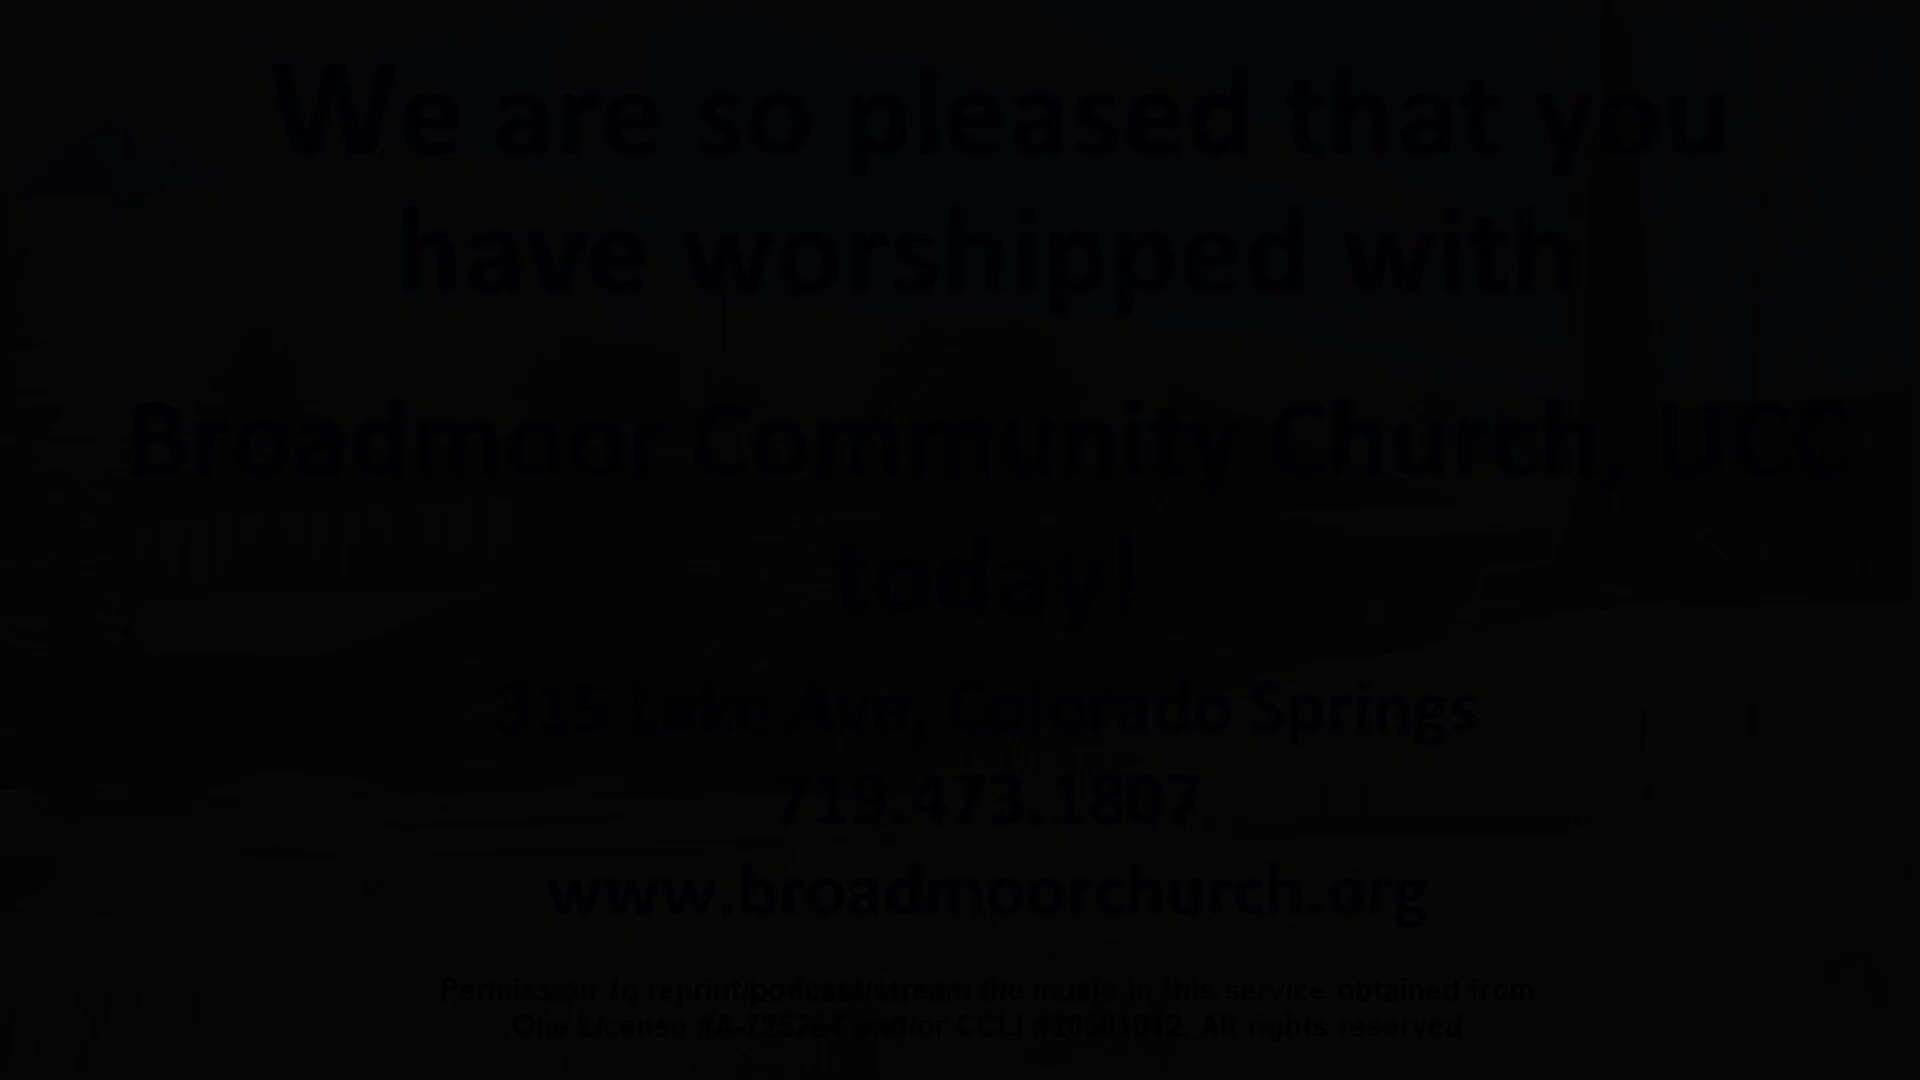 We are so pleased that you
have worshipped with
Broadmoor Community Church, UCC
today!
315 Lake Ave, Colorado Springs
719.473.1807
www.broadmoorchurch.org
Permission to reprint/podcast/stream the music in this service obtained from
One License and/or CCLI All rights reserved